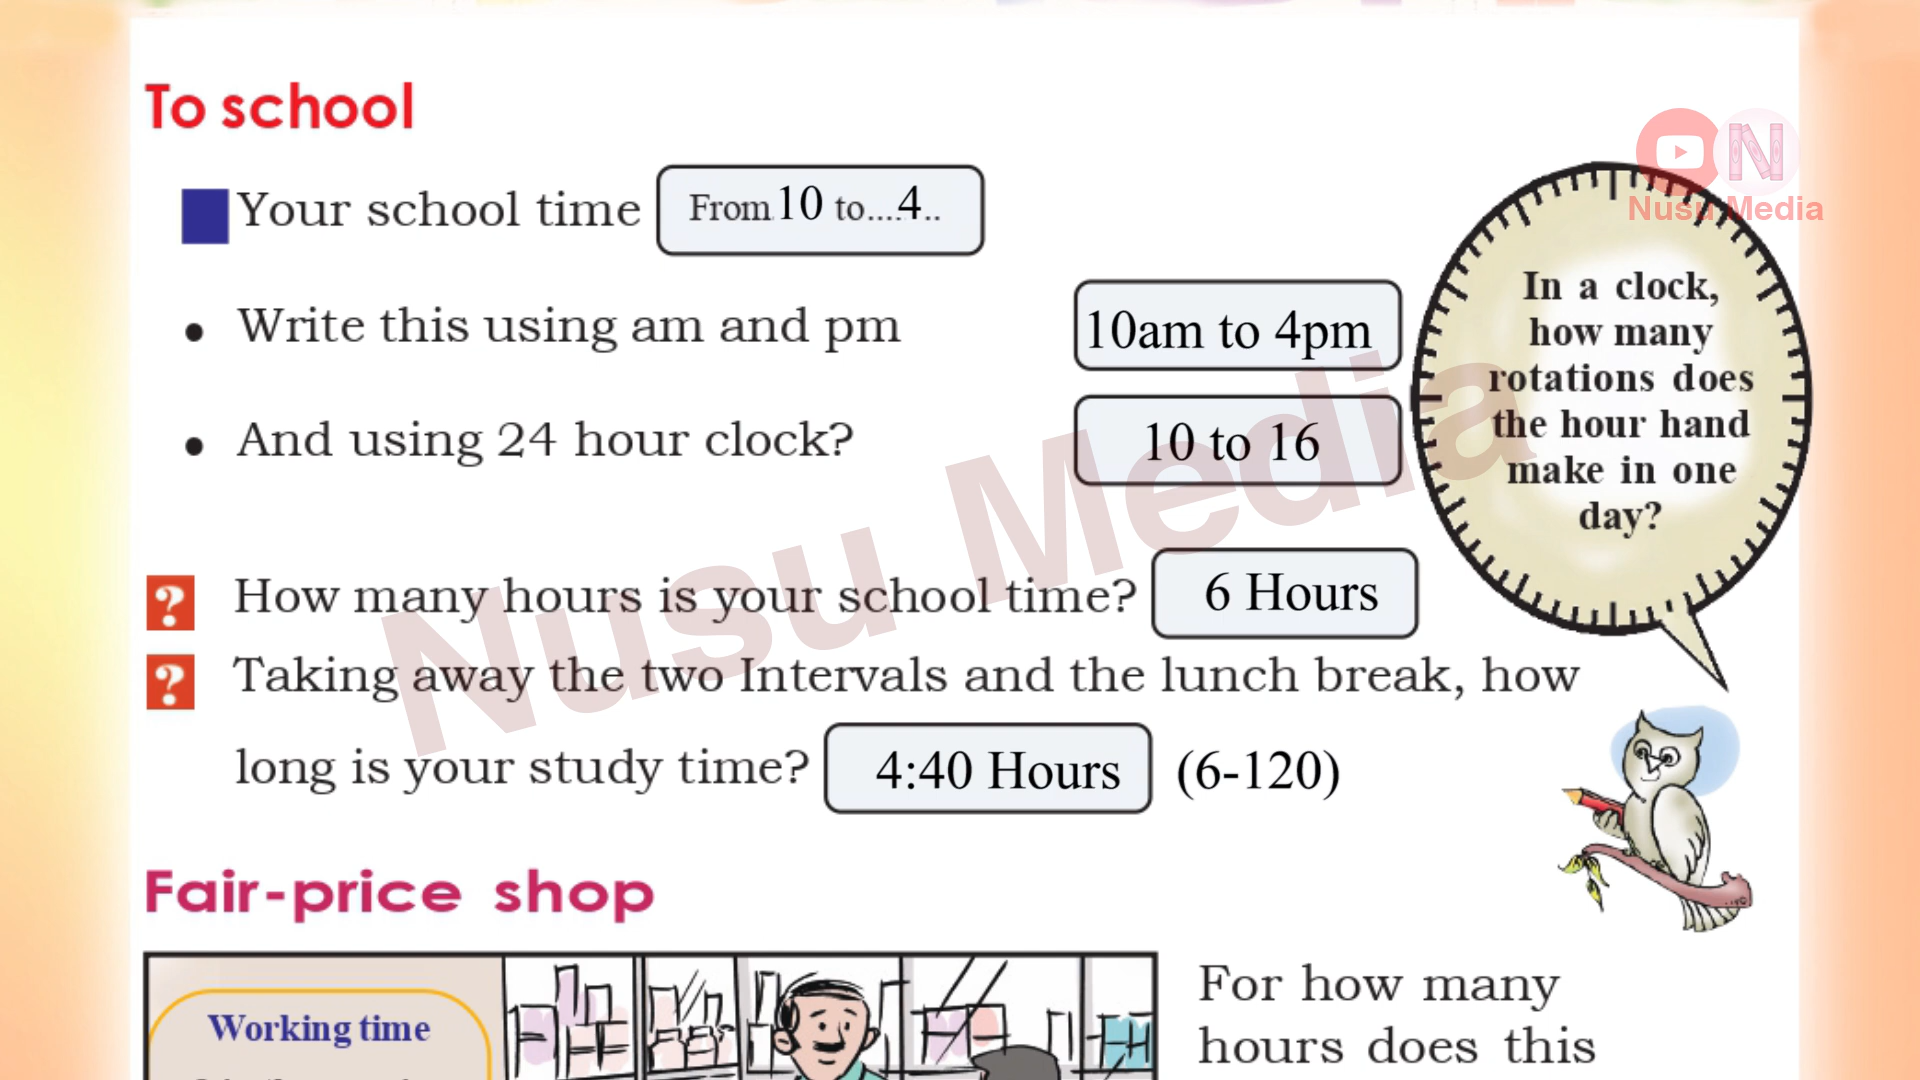 To school
Your school time From 10 to....4..
Write this using am and pm 10am to 4pm
And using 24 hour clock? 10 to 16
How many hours is your school time? 6 Hours
Taking away the two Intervals and the lunch break, how
long is your study time? 4:40 Hours (6-120)
In a clock,
how many
rotations does
the hour hand
make in one
day?
N
Nusu Media
Nusu Media
Fair-price shop
Working time
For how many
hours does this